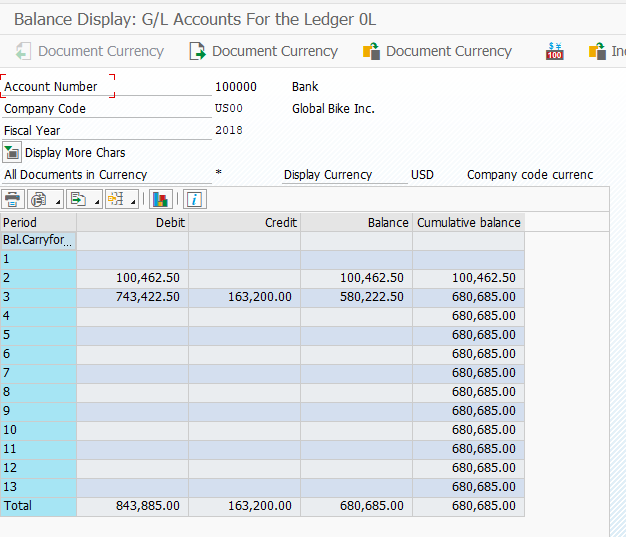 Balance Display: G/L Accounts For the Ledger 0L
Document Currency Document Currency Document Currency 100
Account Number 100000 Bank
Company Code US00 Global Bike Inc.
Fiscal Year 2018
Display More Chars
All Documents in Currency * Display Currency USD Company code currenc
Period Debit Credit Balance Cumulative balance
Bal.Carryfor...
1
2 100,462.50 100,462.50 100,462.50
3 743,422.50 163,200.00 580,222.50 680,685.00
4 680,685.00
5 680,685.00
6 680,685.00
7 680,685.00
8 680,685.00
9 680,685.00
10 680,685.00
11 680,685.00
12 680,685.00
13 680,685.00
Total 843,885.00 163,200.00 680,685.00 680,685.00